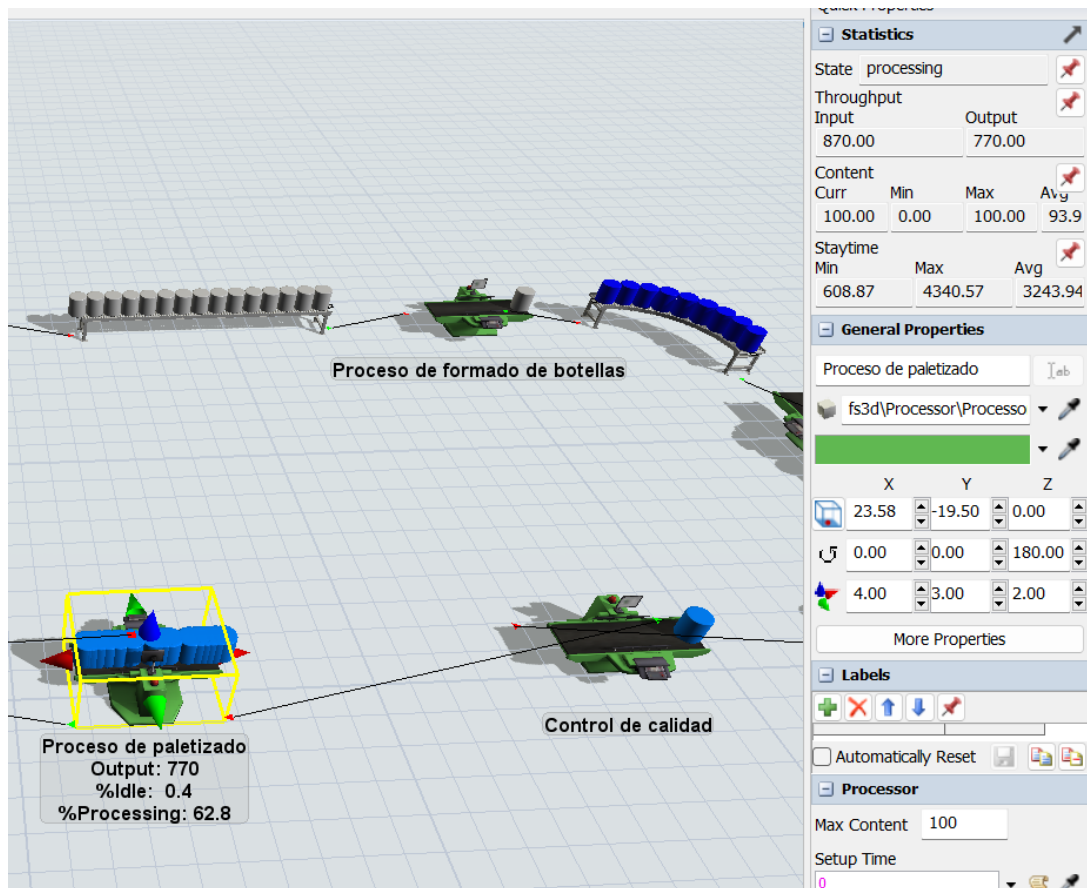 Quick Properties
Statistics
State processing
Throughput
Input Output
870.00 770.00
Content
Curr Min Max Avg
100.00 0.00 100.00 93.9
Staytime
Min Max Avg
608.87 4340.57 3243.94
General Properties
Proceso de paletizado
fs3d\Processor\Processo
X Y Z
23.58 -19.50 0.00
0.00 0.00 180.00
4.00 3.00 2.00
More Properties
Labels
Automatically Reset
Processor
Max Content 100
Setup Time
0
Proceso de formado de botellas
Control de calidad
Proceso de paletizado
Output: 770
%Idle: 0.4
%Processing: 62.8